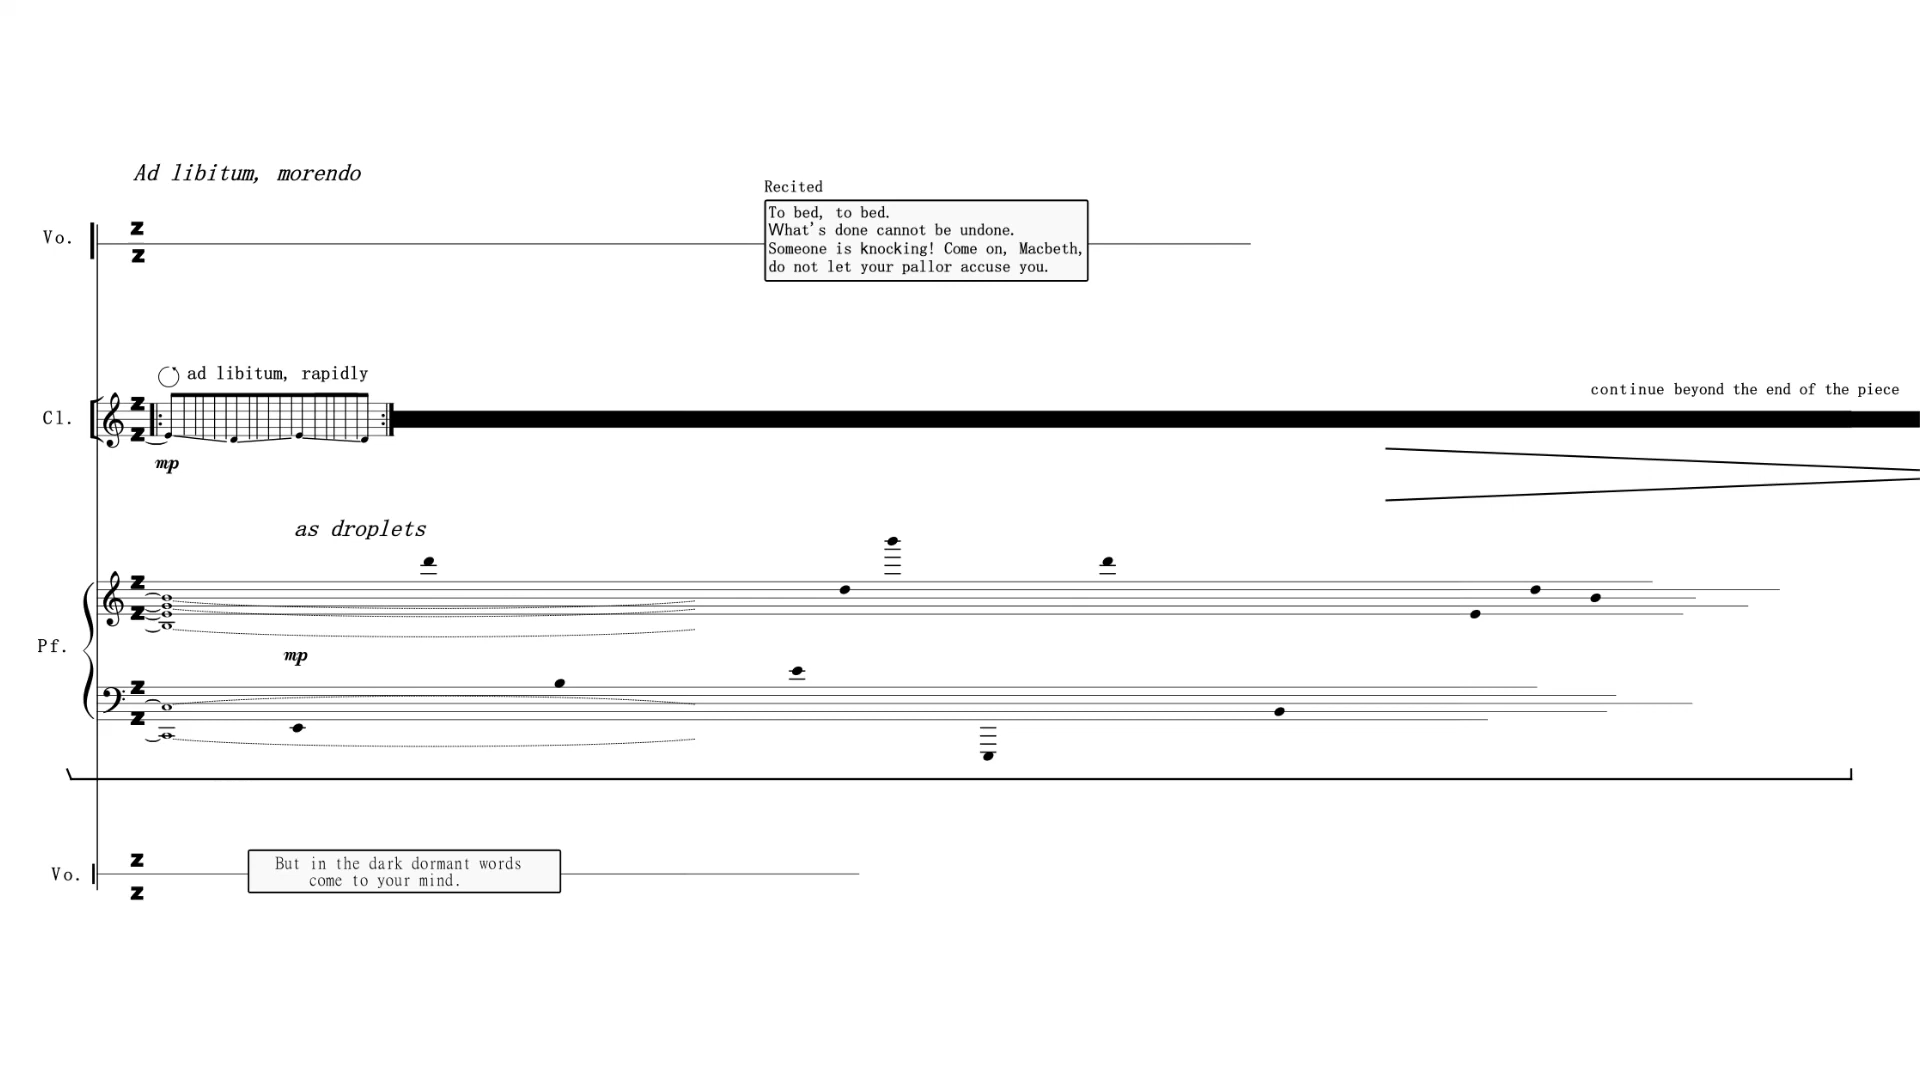 Ad libitum, morendo
Recited
Vo.
Z
Z
To bed, to bed.
What's done cannot be undone.
Someone is knocking! Come on, Macbeth,
do not let your pallor accuse you.
ad libitum, rapidly
continue beyond the end of the piece
Cl.
Z
Z
mp
as droplets
Z
Z
Pf.
mp
Z
Z
Vo.
Z
Z
But in the dark dormant words
come to your mind.